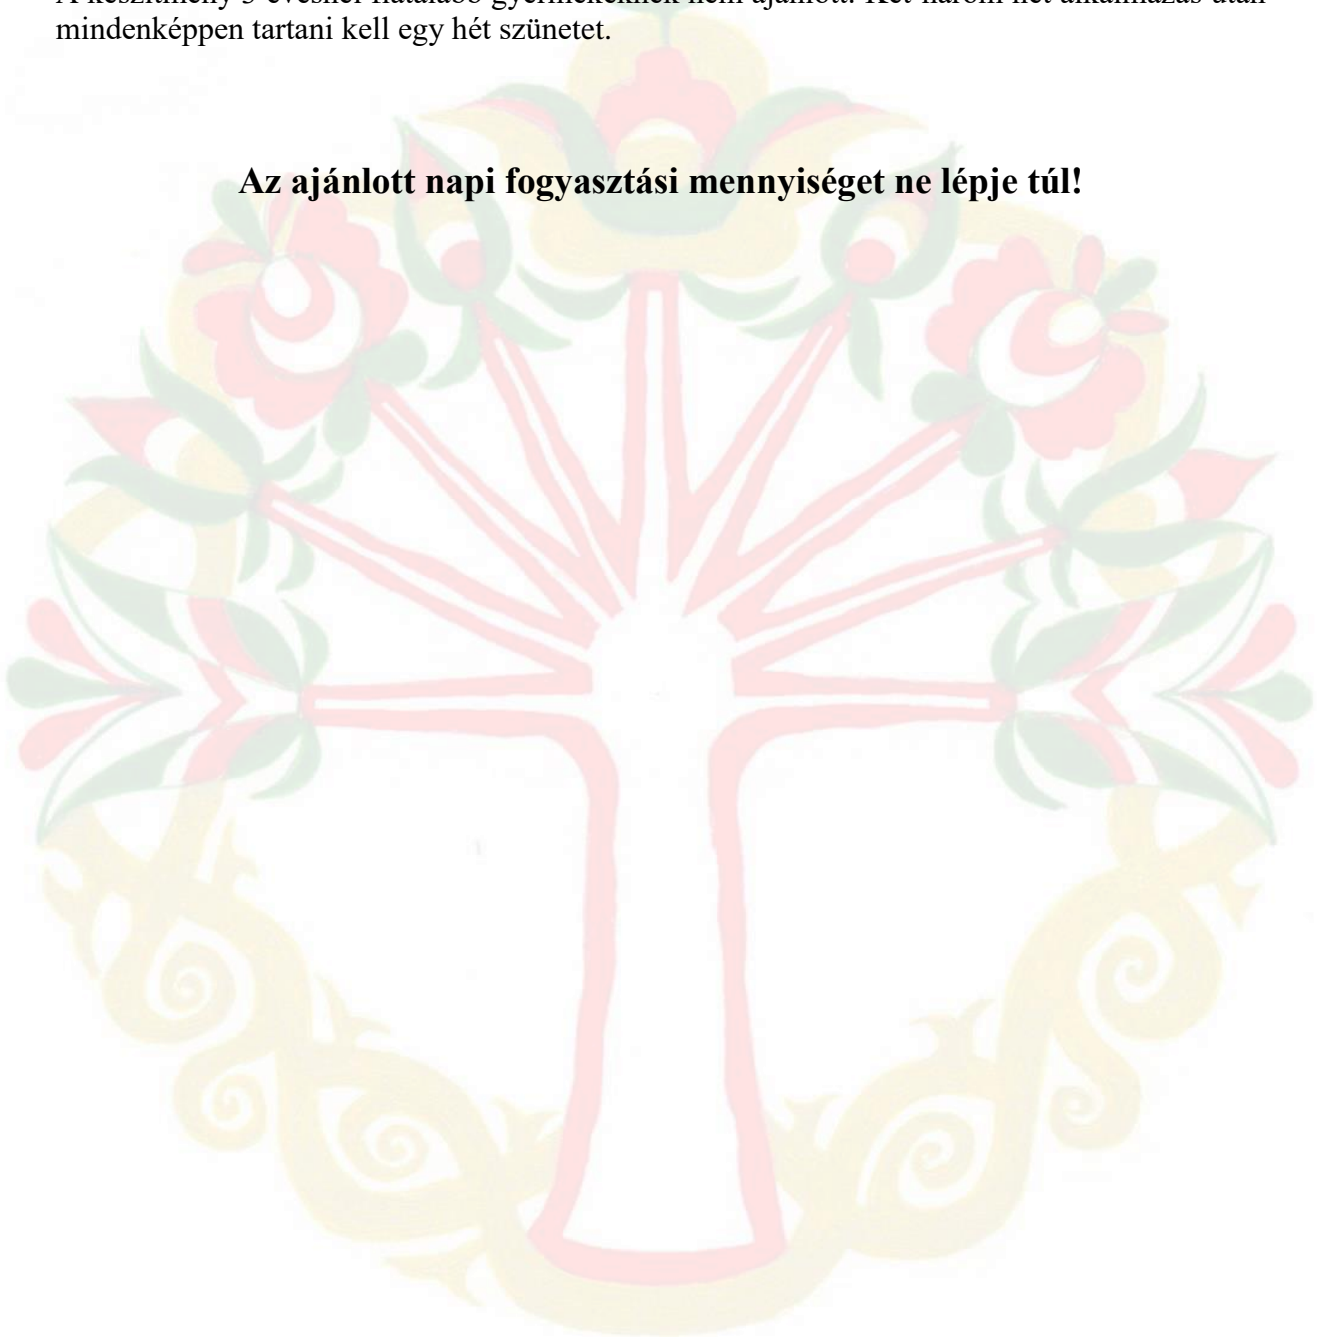 A készítmény 3 évesnél fiatalabb gyermekeknek nem ajánlott. Két-három hét alkalmazás után
mindenképpen tartani kell egy hét szünetet.
Az ajánlott napi fogyasztási mennyiséget ne lépje túl!